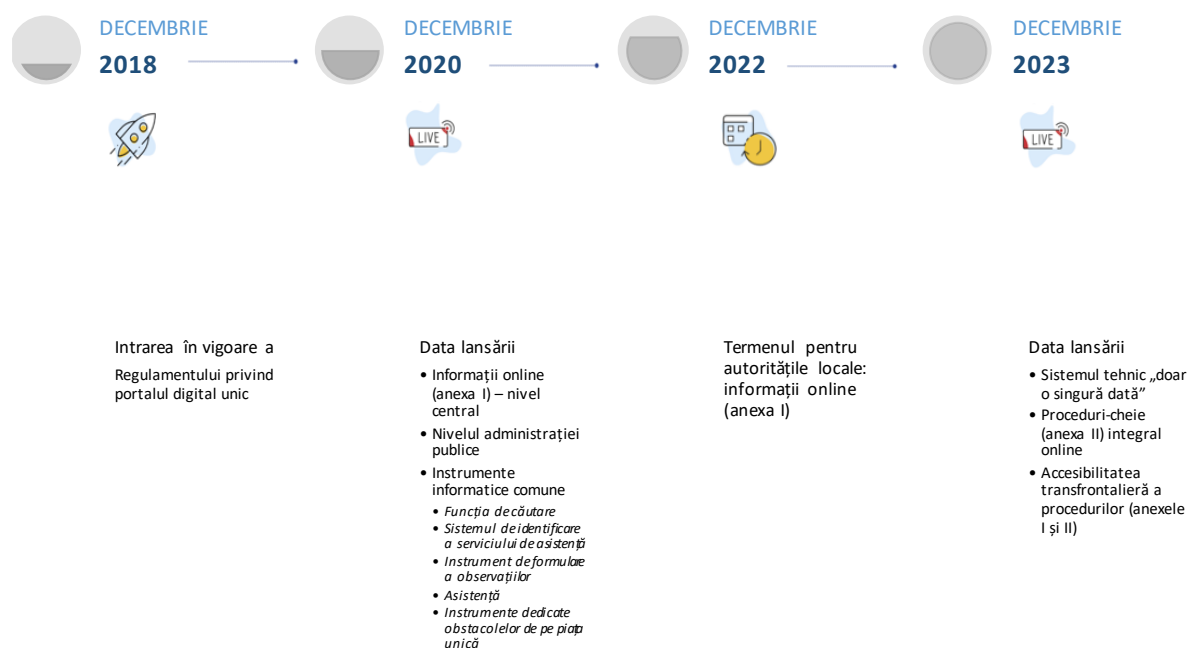 DECEMBRIE
2018
DECEMBRIE
2020
DECEMBRIE
2022
DECEMBRIE
2023
LIVE
LIVE
Intrarea în vigoare a
Regulamentului privind
portalul digital unic
Data lansării
• Informații online
(anexa I) – nivel
central
• Nivelul administrației
publice
• Instrumente
informatice comune
• Funcția de căutare
• Sistemul de identificare
a serviciului de asistență
• Instrument de formulare
a observațiilor
• Asistență
• Instrumente dedicate
obstacolelor de pe piața
unică
Termenul pentru
autoritățile locale:
informații online
(anexa I)
Data lansării
• Sistemul tehnic „doar
o singură dată”
• Proceduri-cheie
(anexa II) integral
online
• Accesibilitatea
transfrontalieră a
procedurilor (anexele
I și II)